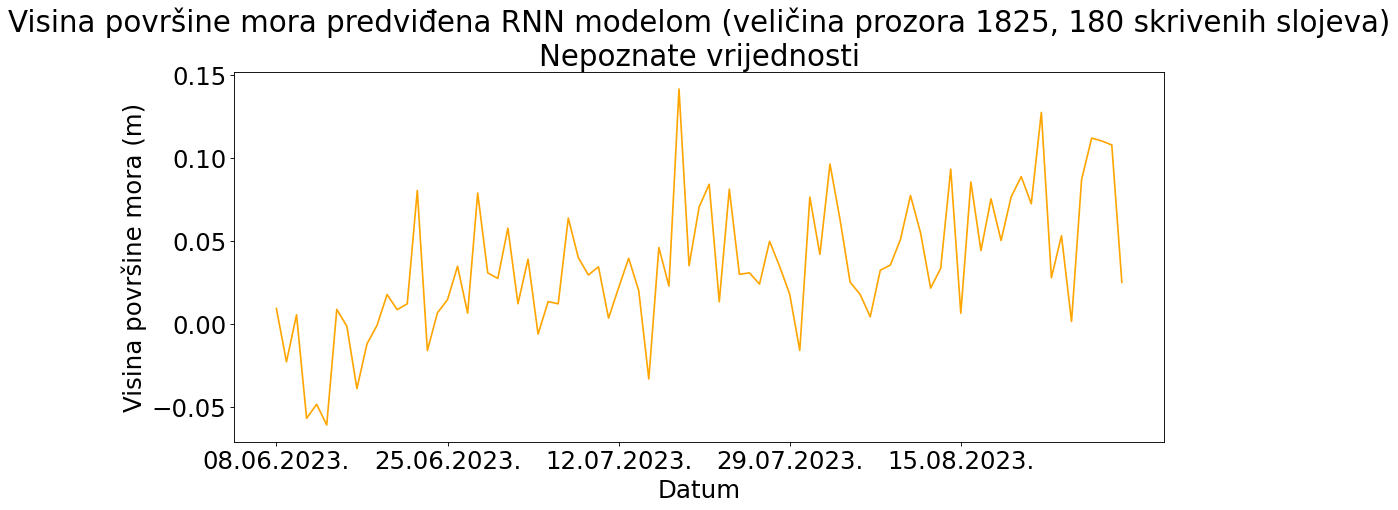 Visina površine mora predviđena RNN modelom (veličina prozora 1825, 180 skrivenih slojeva)
Nepoznate vrijednosti
Visina površine mora (m)
0.15
0.10
0.05
0.00
−0.05
08.06.2023. 25.06.2023. 12.07.2023. 29.07.2023. 15.08.2023.
Datum